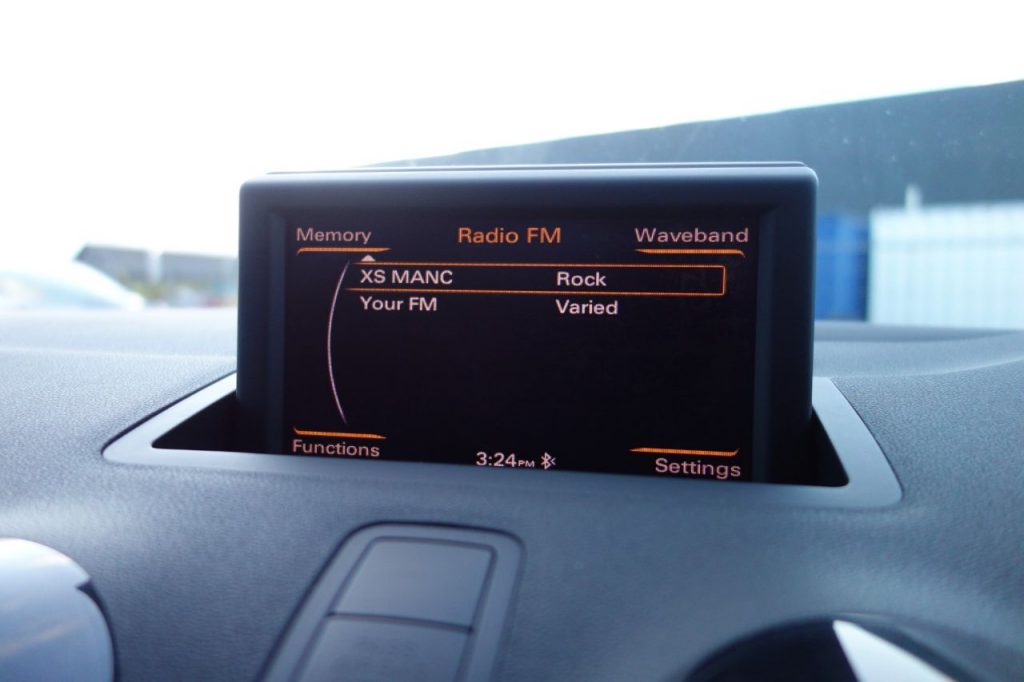 Memory Radio FM Waveband
XS MANC Rock
Your FM Varied
Functions 3:24PM Settings